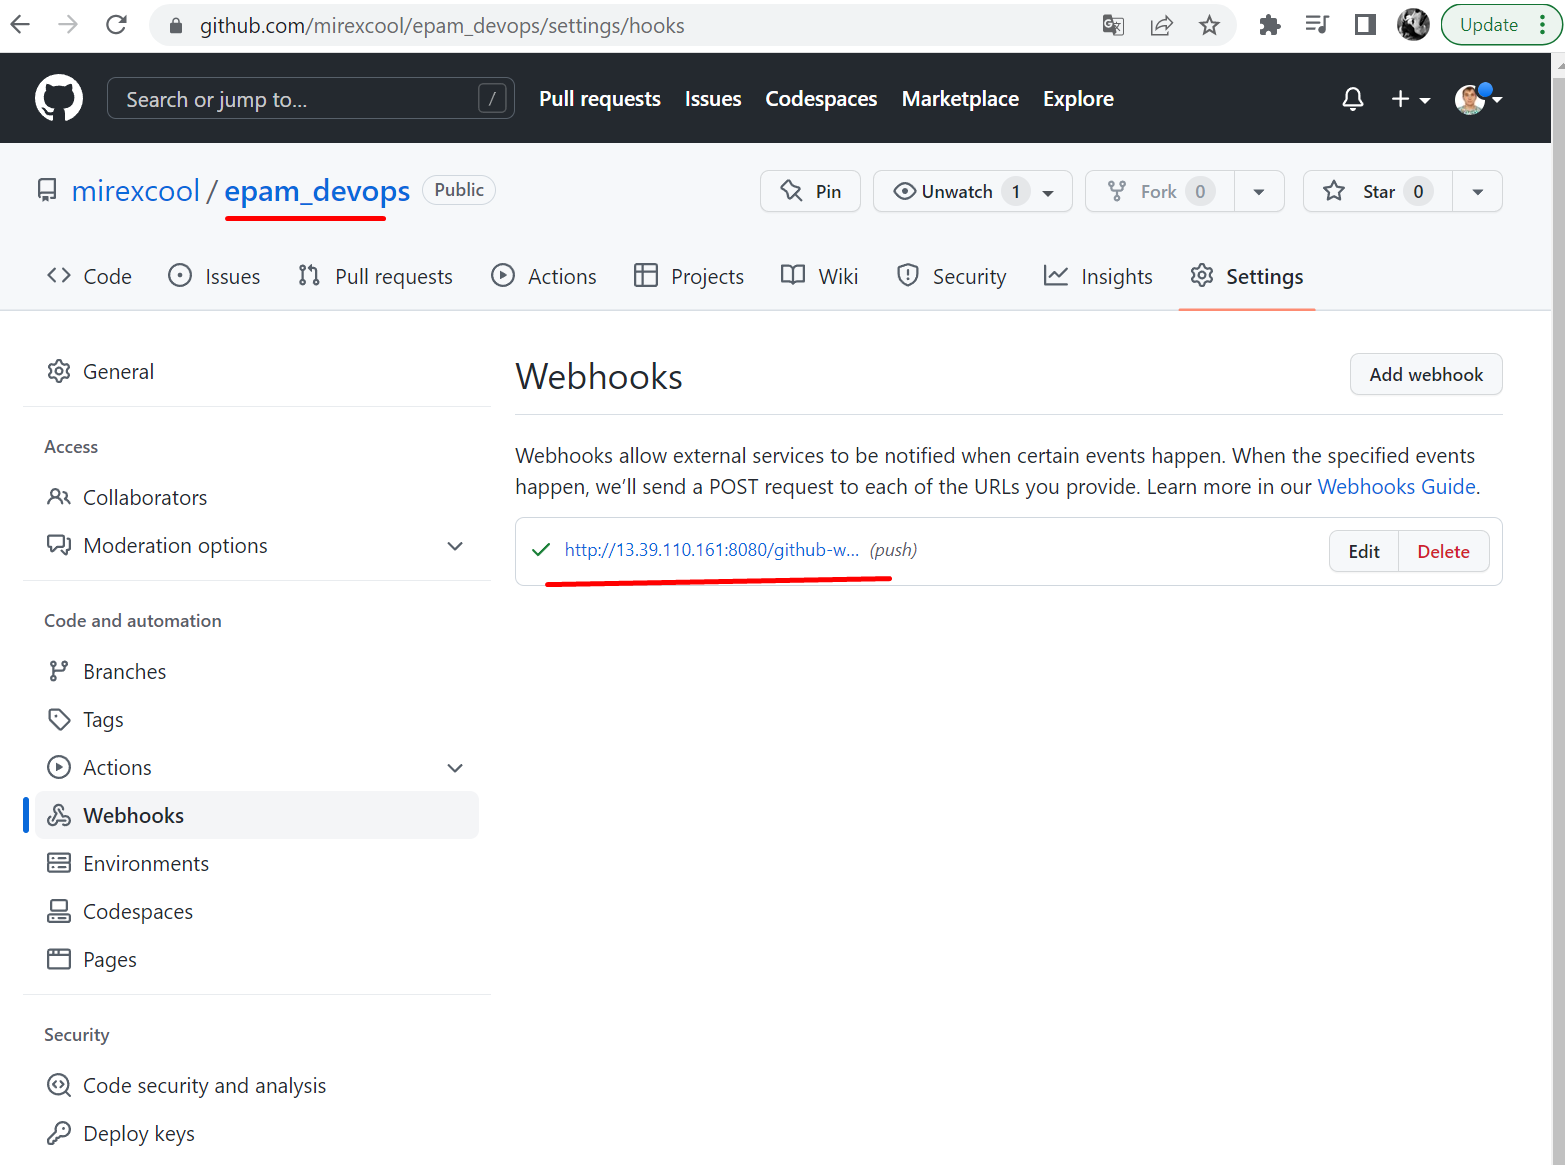 github.com/mirexcool/epam_devops/settings/hooks
Update
Search or jump to...
/
Pull requests
Issues
Codespaces
Marketplace
Explore
mirexcool / epam_devops
Public
Pin
Unwatch 1
Fork 0
Star 0
Code
Issues
Pull requests
Actions
Projects
Wiki
Security
Insights
Settings
General
Access
Collaborators
Moderation options
Code and automation
Branches
Tags
Actions
Webhooks
Environments
Codespaces
Pages
Security
Code security and analysis
Deploy keys
Webhooks
Add webhook
Webhooks allow external services to be notified when certain events happen. When the specified events
happen, we’ll send a POST request to each of the URLs you provide. Learn more in our Webhooks Guide.
http://13.39.110.161:8080/github-w... (push)
Edit
Delete